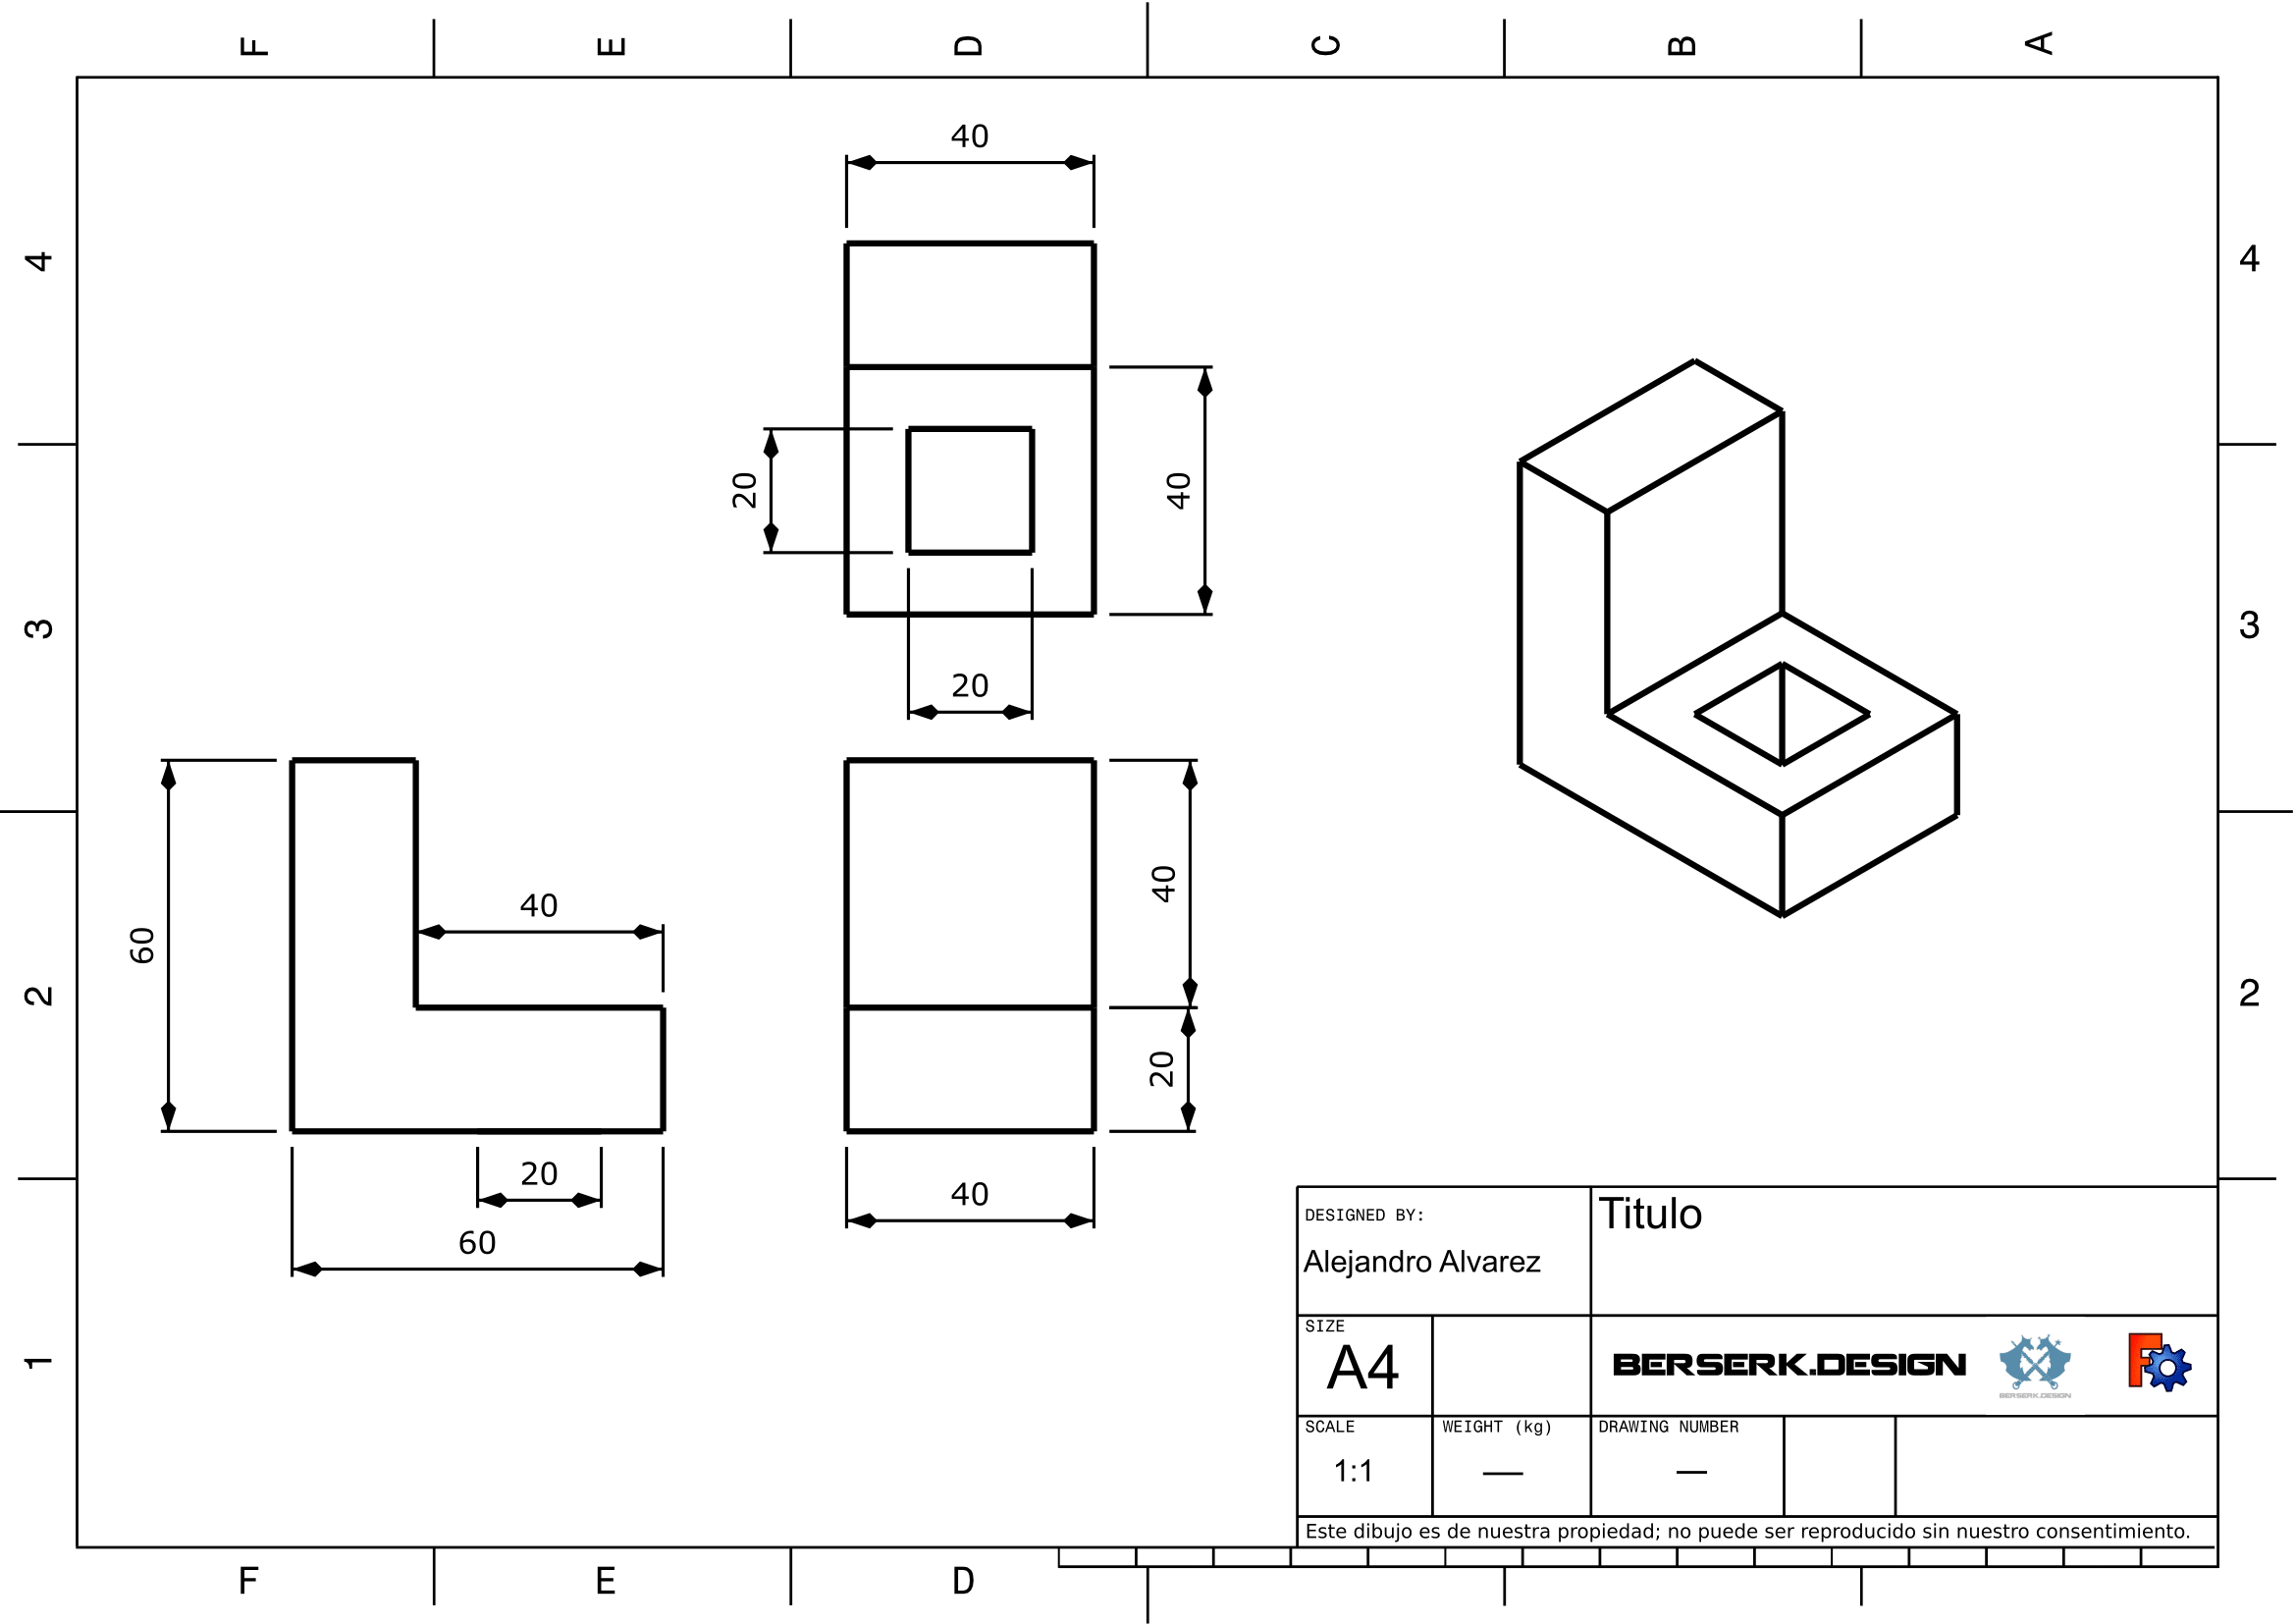 F E D C B A
40
4 4
20 40
3 3
20
40
60 40
2 2
20
20
40
60
DESIGNED BY:
Titulo
Alejandro Alvarez
SIZE
A4
BERSERK.DESIGN
BERSERK.DESIGN
F
1
SCALE
WEIGHT (kg)
DRAWING NUMBER
1:1
—
—
Este dibujo es de nuestra propiedad; no puede ser reproducido sin nuestro consentimiento.
F E D